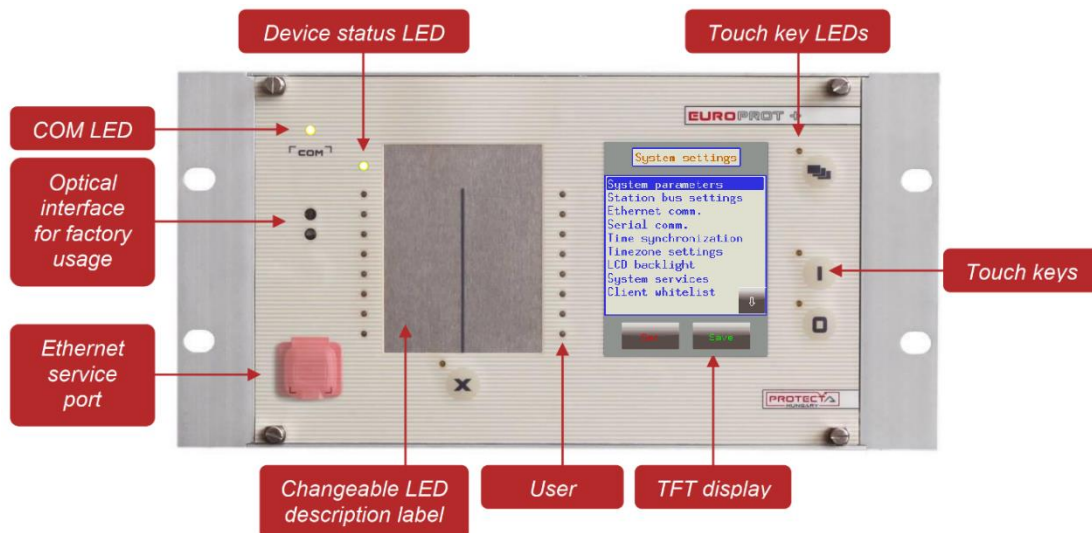 Device status LED
Touch key LEDs
COM LED
COM
EUROPROT +
Optical
interface
for factory
usage
System settings
System parameters
Station bus settings
Ethernet comm.
Serial comm.
Time synchronization
Timezone settings
LCD backlight
System services
Client whitelist
⇩
Save
I
O
X
Touch keys
Ethernet
service
port
PROTECTA
HUNGARY
Changeable LED
description label
User
TFT display